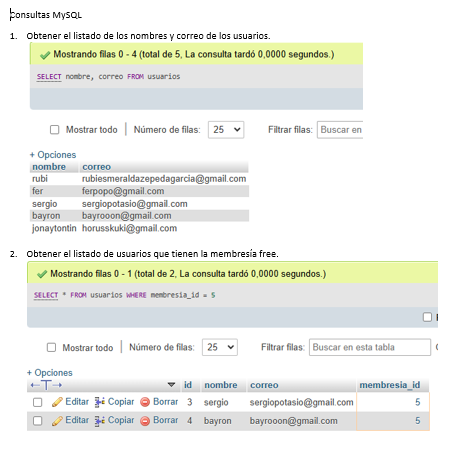 Consultas MySQL
1. Obtener el listado de los nombres y correo de los usuarios.
Mostrando filas 0 - 4 (total de 5, La consulta tardó 0,0000 segundos.)
SELECT nombre, correo FROM usuarios
Mostrar todo | Número de filas: 25 Filtrar filas: Buscar en
+ Opciones
nombre correo
rubi rubiesmeraldazepedagarcia@gmail.com
fer ferpopo@gmail.com
sergio sergiopotasio@gmail.com
bayron bayrooon@gmail.com
jonaytontin horusskuki@gmail.com
2. Obtener el listado de usuarios que tienen la membresía free.
Mostrando filas 0 - 1 (total de 2, La consulta tardó 0,0000 segundos.)
SELECT * FROM usuarios WHERE membresia_id = 5
Mostrar todo | Número de filas: 25 Filtrar filas: Buscar en esta tabla
+ Opciones
←T→ id nombre correo membresia_id
Editar Copiar Borrar 3 sergio sergiopotasio@gmail.com 5
Editar Copiar Borrar 4 bayron bayrooon@gmail.com 5